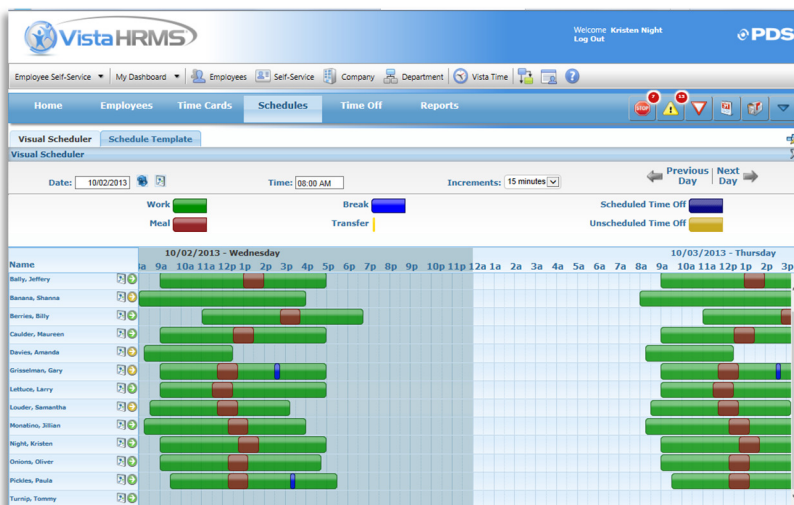 VistaHRMS
Welcome Kristen Night
Log Out
PDS
Employee Self-Service
My Dashboard
Employees
Self-Service
Company
Department
Vista Time
Home
Employees
Time Cards
Schedules
Time Off
Reports
STOP
7
13
Visual Scheduler
Schedule Template
Visual Scheduler
Date: 10/02/2013
Time: 08:00 AM
Increments: 15 minutes
Previous Day
Next Day
Work
Break
Scheduled Time Off
Meal
Transfer
Unscheduled Time Off
10/02/2013 - Wednesday
10/03/2013 - Thursday
Name
9a 10a 11a 12p 1p 2p 3p 4p 5p 6p 7p 8p 9p 10p 11p 12a 1a 2a 3a 4a 5a 6a 7a 8a 9a 10a 11a 12p 1p 2p 3p
Bally, Jeffery
Banana, Shanna
Berries, Billy
Caulder, Maureen
Davies, Amanda
Grisselman, Gary
Lettuce, Larry
Louder, Samantha
Monatino, Jillian
Night, Kristen
Onions, Oliver
Pickles, Paula
Turnip, Tommy